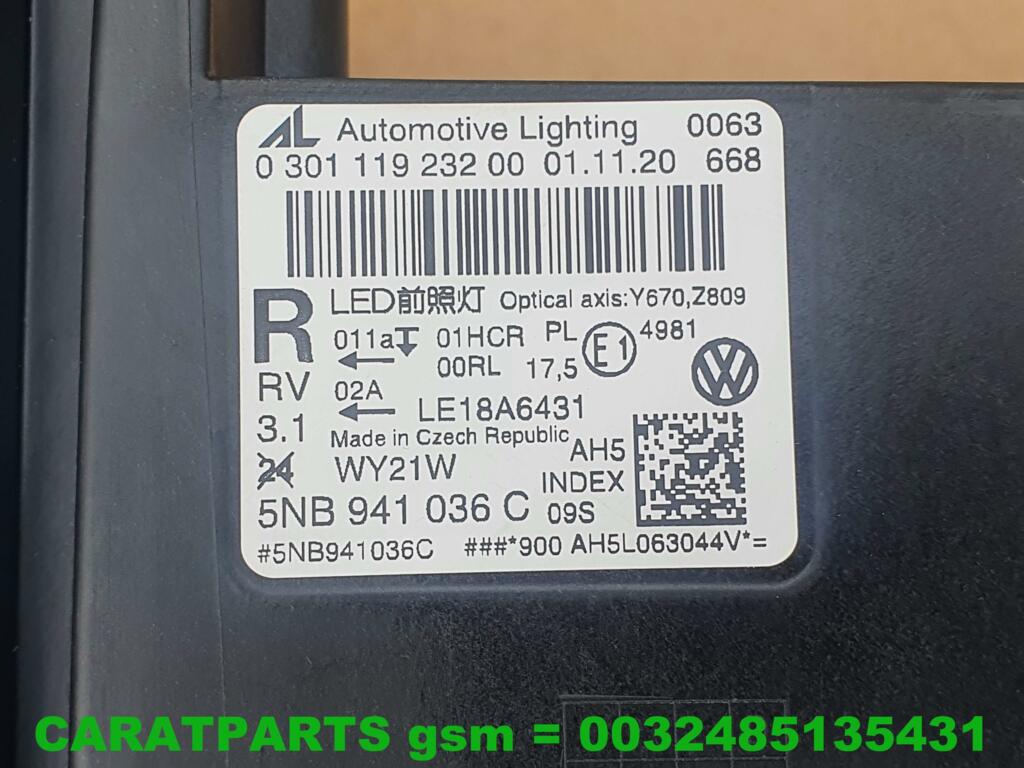 AL Automotive Lighting 0063
0 301 119 232 00 01.11.20 668
R LED前照灯 Optical axis:Y670,Z809
011a 01HCR PL E1 4981
00RL 17,5
RV 02A
LE18A6431
3.1 Made in Czech Republic
24 WY21W AH5
INDEX
5NB 941 036 C 09S
#5NB941036C ###*900 AH5L063044V*=
CARATPARTS gsm = 0032485135431